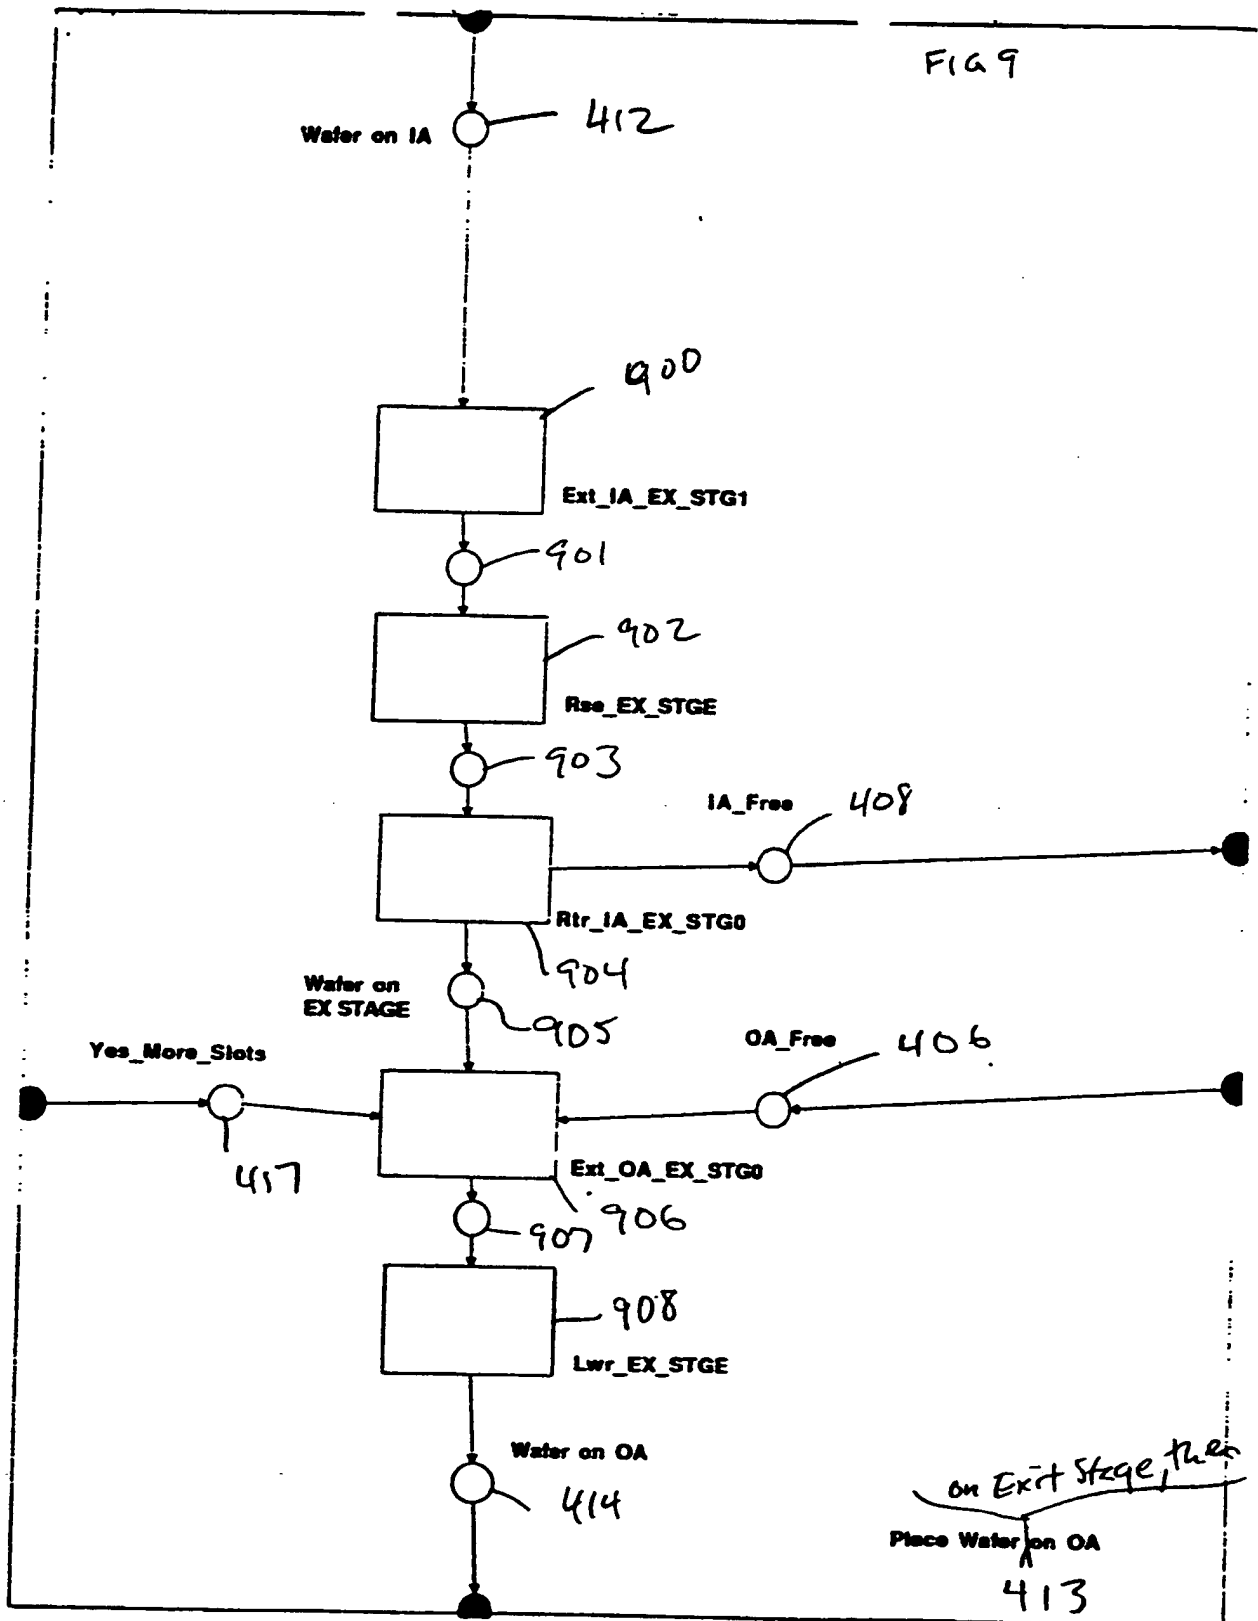 FIG 9
Wafer on IA
412
900
Ext_IA_EX_STG1
901
902
Rse_EX_STGE
903
IA_Free
408
Rtr_IA_EX_STG0
904
Wafer on
EX STAGE
905
Yes_More_Slots
OA_Free
406
417
Ext_OA_EX_STG0
906
907
908
Lwr_EX_STGE
Wafer on OA
414
on Exit Stage, then
Place Wafer on OA
413